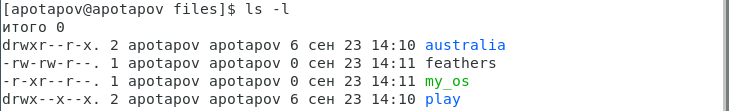 [apotapov@apotapov files]$ ls -l
итого 0
drwxr--r-x. 2 apotapov apotapov 6 сен 23 14:10 australia
-rw-rw-r--. 1 apotapov apotapov 0 сен 23 14:11 feathers
-r-xr--r--. 1 apotapov apotapov 0 сен 23 14:11 my_os
drwx--x--x. 2 apotapov apotapov 6 сен 23 14:10 play